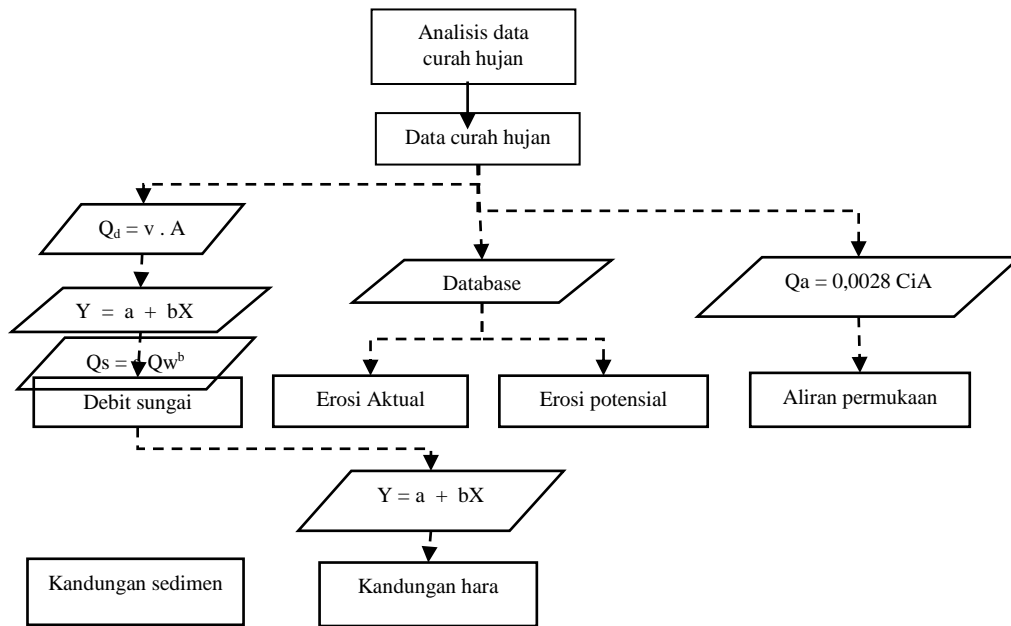 Analisis data
curah hujan
Data curah hujan
Q_d = v . A
Database
Qa = 0,0028 CiA
Y = a + bX
Qs = Qw^b
Debit sungai
Erosi Aktual
Erosi potensial
Aliran permukaan
Y = a + bX
Kandungan sedimen
Kandungan hara